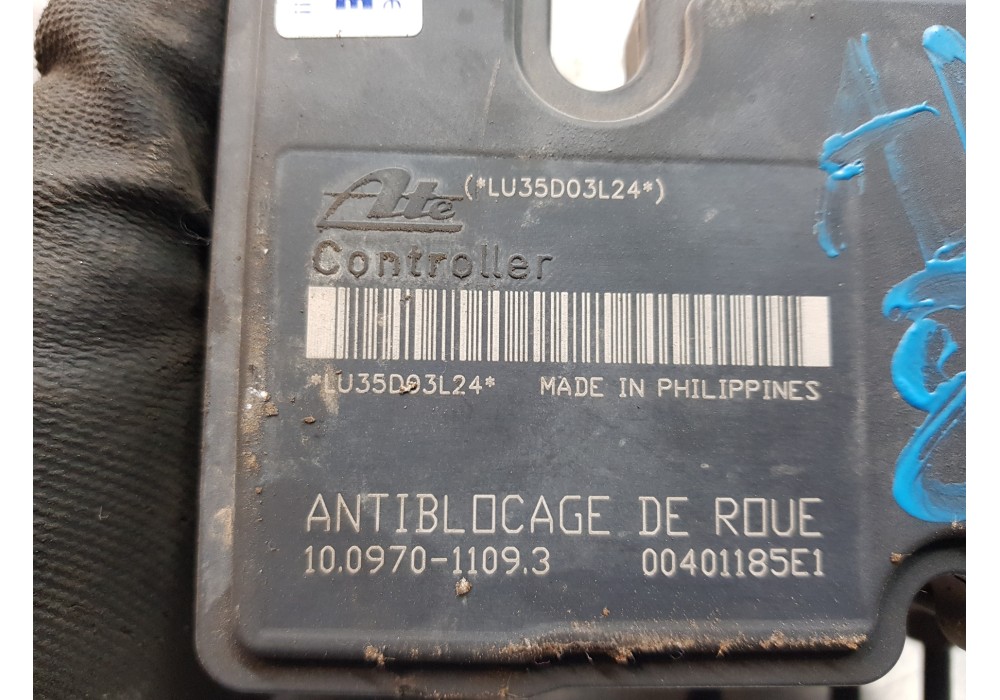 Ate (*LU35D03L24*)
Controller
*LU35D03L24* MADE IN PHILIPPINES
ANTIBLOCAGE DE ROUE
10.0970-1109.3 00401185E1